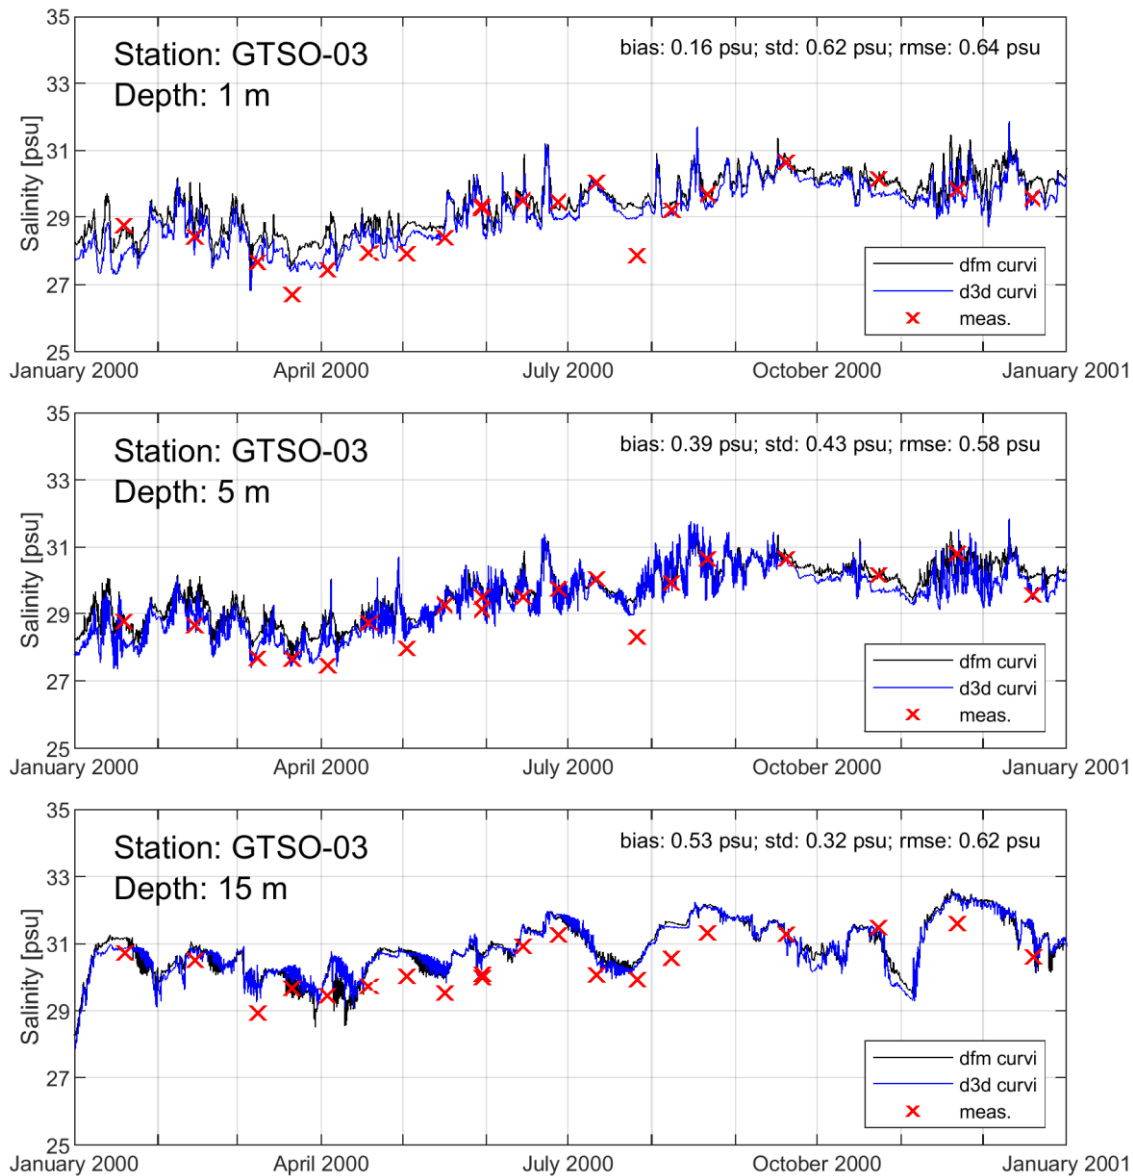 35
Station: GTSO-03
bias: 0.16 psu; std: 0.62 psu; rmse: 0.64 psu
Depth: 1 m
33
31
29
27
25
Salinity [psu]
dfm curvi
d3d curvi
meas.
January 2000
April 2000
July 2000
October 2000
January 2001
35
Station: GTSO-03
bias: 0.39 psu; std: 0.43 psu; rmse: 0.58 psu
Depth: 5 m
33
31
29
27
25
Salinity [psu]
dfm curvi
d3d curvi
meas.
January 2000
April 2000
July 2000
October 2000
January 2001
35
Station: GTSO-03
bias: 0.53 psu; std: 0.32 psu; rmse: 0.62 psu
Depth: 15 m
33
31
29
27
25
Salinity [psu]
dfm curvi
d3d curvi
meas.
January 2000
April 2000
July 2000
October 2000
January 2001